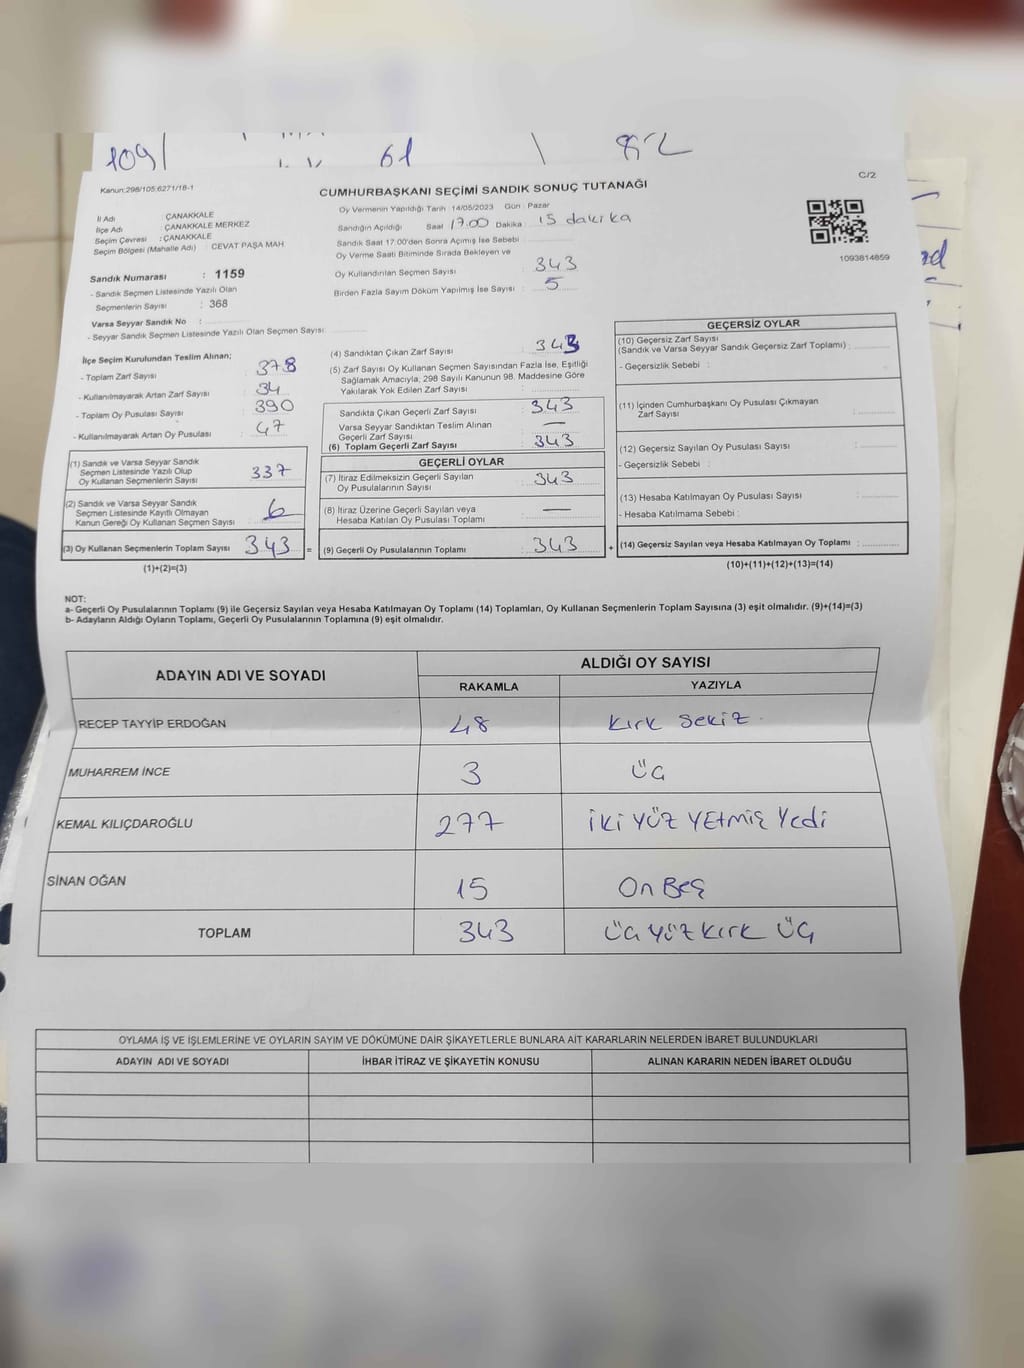 109/
61
82
Kanun:298/105;6271/18-1
CUMHURBAŞKANI SEÇİMİ SANDIK SONUÇ TUTANAĞI
C/2
İl Adı : ÇANAKKALE
İlçe Adı : ÇANAKKALE MERKEZ
Seçim Çevresi : ÇANAKKALE
Seçim Bölgesi (Mahalle Adı) : CEVAT PAŞA MAH.
Sandık Numarası : 1159
- Sandık Seçmen Listesinde Yazılı Olan
Seçmenlerin Sayısı : 368
Varsa Seyyar Sandık No :
- Seyyar Sandık Seçmen Listesinde Yazılı Olan Seçmen Sayısı:
Oy Vermenin Yapıldığı Tarih : 14/05/2023 Gün : Pazar
Sandığın Açıldığı Saat 17.00 Dakika : 15 dakika
Sandık Saat 17.00'den Sonra Açımış İse Sebebi :
Oy Verme Saati Bitiminde Sırada Bekleyen ve
Oy Kullandırılan Seçmen Sayısı : 343
Birden Fazla Sayım Döküm Yapılmış İse Sayısı : 5
1093814859
İlçe Seçim Kurulundan Teslim Alınan;
- Toplam Zarf Sayısı : 378
- Kullanılmayarak Artan Zarf Sayısı : 34
- Toplam Oy Pusulası Sayısı : 390
- Kullanılmayarak Artan Oy Pusulası : 47
(1) Sandık ve Varsa Seyyar Sandık
Seçmen Listesinde Yazılı Olup
Oy Kullanan Seçmenlerin Sayısı : 337
(2) Sandık ve Varsa Seyyar Sandık
Seçmen Listesinde Kayıtlı Olmayan
Kanun Gereği Oy Kullanan Seçmen Sayısı : 6
(3) Oy Kullanan Seçmenlerin Toplam Sayısı : 343 =
(1)+(2)=(3)
(4) Sandıktan Çıkan Zarf Sayısı : 343
(5) Zarf Sayısı Oy Kullanan Seçmen Sayısından Fazla İse, Eşitliği
Sağlamak Amacıyla, 298 Sayılı Kanunun 98. Maddesine Göre
Yakılarak Yok Edilen Zarf Sayısı :
Sandıkta Çıkan Geçerli Zarf Sayısı : 343
Varsa Seyyar Sandıktan Teslim Alınan
Geçerli Zarf Sayısı : —
(6) Toplam Geçerli Zarf Sayısı : 343
GEÇERLİ OYLAR
(7) İtiraz Edilmeksizin Geçerli Sayılan
Oy Pusulalarının Sayısı : 343
(8) İtiraz Üzerine Geçerli Sayılan veya
Hesaba Katılan Oy Pusulası Toplamı : —
(9) Geçerli Oy Pusulalarının Toplamı : 343 +
GEÇERSİZ OYLAR
(10) Geçersiz Zarf Sayısı
(Sandık ve Varsa Seyyar Sandık Geçersiz Zarf Toplamı) :
- Geçersizlik Sebebi :
(11) İçinden Cumhurbaşkanı Oy Pusulası Çıkmayan
Zarf Sayısı :
(12) Geçersiz Sayılan Oy Pusulası Sayısı :
- Geçersizlik Sebebi :
(13) Hesaba Katılmayan Oy Pusulası Sayısı :
- Hesaba Katılmama Sebebi :
(14) Geçersiz Sayılan veya Hesaba Katılmayan Oy Toplamı :
(10)+(11)+(12)+(13)=(14)
NOT:
a- Geçerli Oy Pusulalarının Toplamı (9) ile Geçersiz Sayılan veya Hesaba Katılmayan Oy Toplamı (14) Toplamları, Oy Kullanan Seçmenlerin Toplam Sayısına (3) eşit olmalıdır. (9)+(14)=(3)
b- Adayların Aldığı Oyların Toplamı, Geçerli Oy Pusulalarının Toplamına (9) eşit olmalıdır.
ADAYIN ADI VE SOYADI
ALDIĞI OY SAYISI
RAKAMLA YAZIYLA
RECEP TAYYİP ERDOĞAN 48 Kırk Sekiz
MUHARREM İNCE 3 Üç
KEMAL KILIÇDAROĞLU 277 İki YÜZ YETMİŞ Yedi
SİNAN OĞAN 15 On Beş
TOPLAM 343 Üç yüz kırk Üç
OYLAMA İŞ VE İŞLEMLERİNE VE OYLARIN SAYIM VE DÖKÜMÜNE DAİR ŞİKAYETLERLE BUNLARA AİT KARARLARIN NELERDEN İBARET BULUNDUKLARI
ADAYIN ADI VE SOYADI İHBAR İTİRAZ VE ŞİKAYETİN KONUSU ALINAN KARARIN NEDEN İBARET OLDUĞU